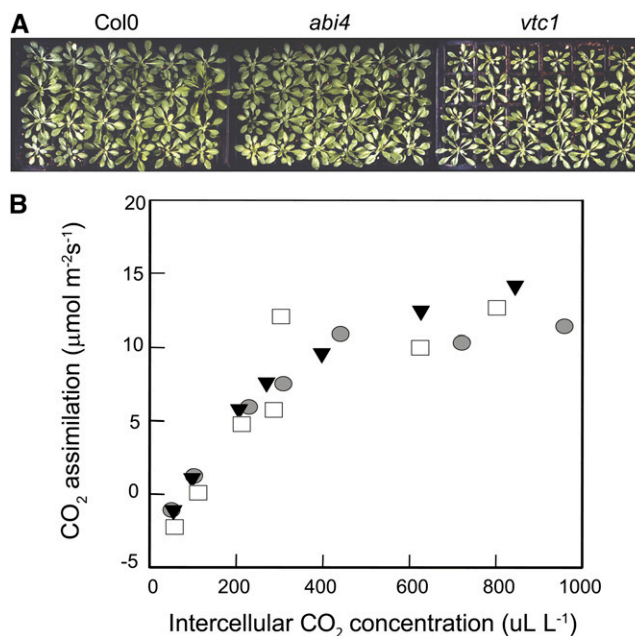 A
Col0 abi4 vtc1
B
20
15
10
5
0
-5
0 200 400 600 800 1000
CO₂ assimilation (μmol m⁻²s⁻¹)
Intercellular CO₂ concentration (uL L⁻¹)